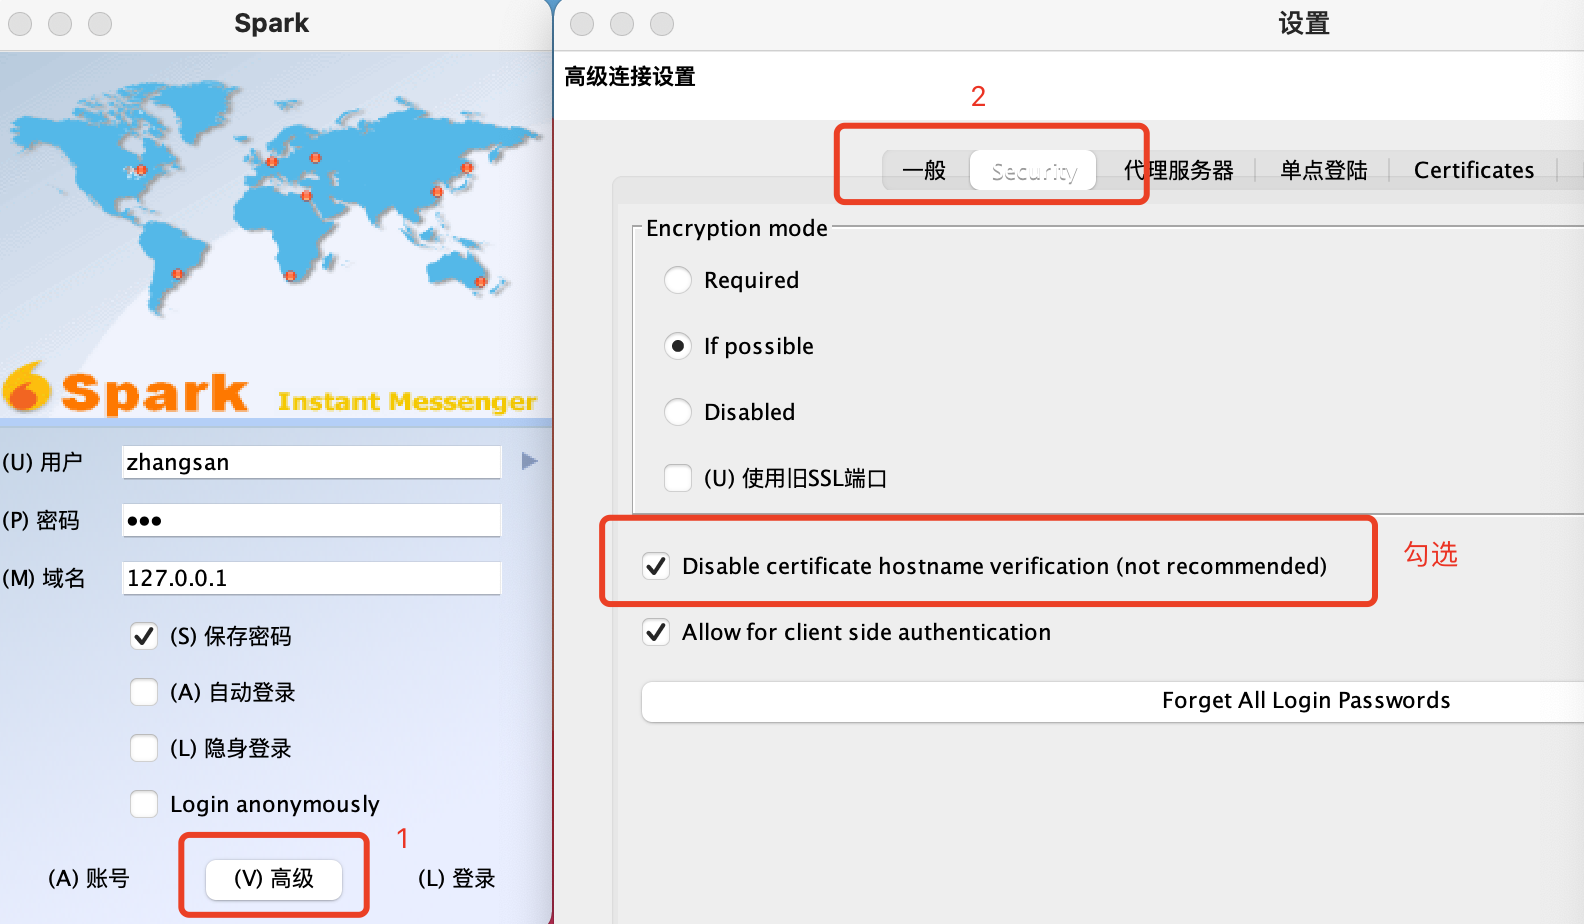 Spark
Spark Instant Messenger
(U) 用户 zhangsan
(P) 密码 ●●●
(M) 域名 127.0.0.1
(S) 保存密码
(A) 自动登录
(L) 隐身登录
Login anonymously
1
(A) 账号 (V) 高级 (L) 登录
设置
高级连接设置
2
一般 Security 代理服务器 单点登陆 Certificates
Encryption mode
Required
If possible
Disabled
(U) 使用旧SSL端口
Disable certificate hostname verification (not recommended) 勾选
Allow for client side authentication
Forget All Login Passwords